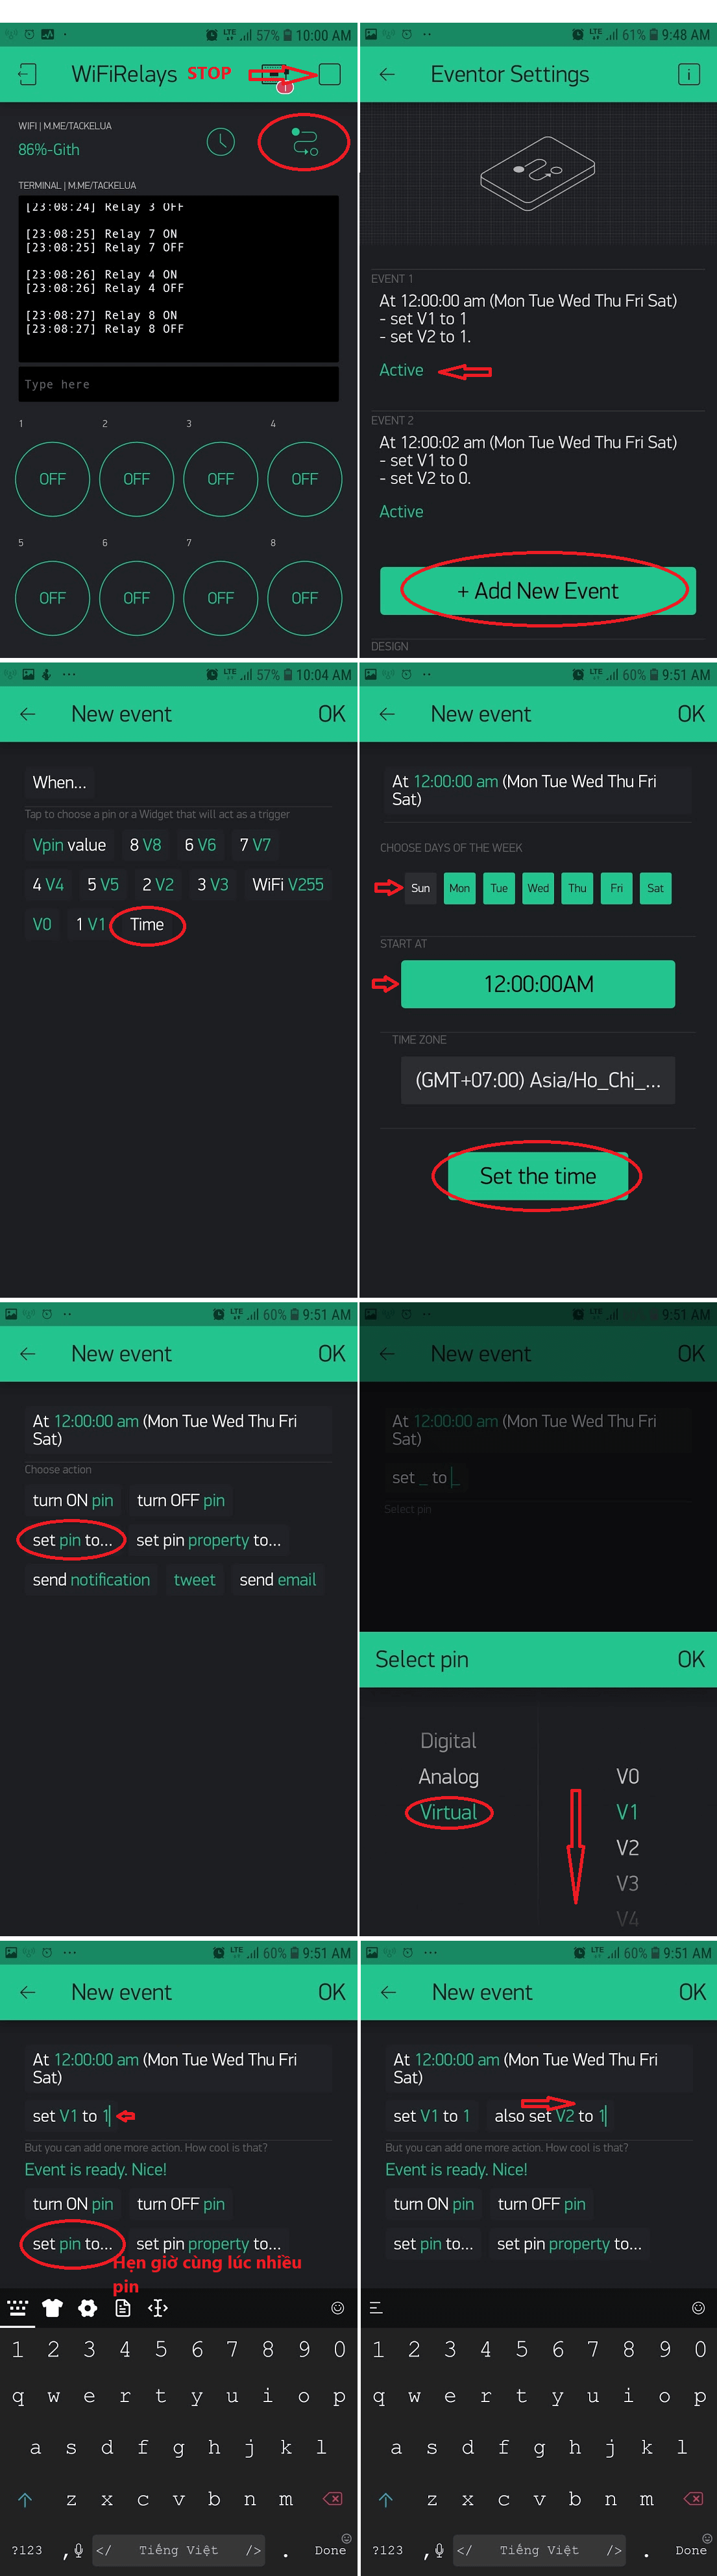 LTE 57% 10:00 AM
WiFiRelays STOP
1
WIFI | M.ME/TACKELUA
86%-Gith
TERMINAL | M.ME/TACKELUA
[23:08:24] Relay 3 OFF
[23:08:25] Relay 7 ON
[23:08:25] Relay 7 OFF
[23:08:26] Relay 4 ON
[23:08:26] Relay 4 OFF
[23:08:27] Relay 8 ON
[23:08:27] Relay 8 OFF
Type here
1 2 3 4
OFF OFF OFF OFF
5 6 7 8
OFF OFF OFF OFF
LTE 61% 9:48 AM
Eventor Settings i
EVENT 1
At 12:00:00 am (Mon Tue Wed Thu Fri Sat)
- set V1 to 1
- set V2 to 1.
Active
EVENT 2
At 12:00:02 am (Mon Tue Wed Thu Fri Sat)
- set V1 to 0
- set V2 to 0.
Active
+ Add New Event
DESIGN
LTE 57% 10:04 AM
New event OK
When...
Tap to choose a pin or a Widget that will act as a trigger
Vpin value 8 V8 6 V6 7 V7
4 V4 5 V5 2 V2 3 V3 WiFi V255
V0 1 V1 Time
LTE 60% 9:51 AM
New event OK
At 12:00:00 am (Mon Tue Wed Thu Fri
Sat)
CHOOSE DAYS OF THE WEEK
Sun Mon Tue Wed Thu Fri Sat
START AT
12:00:00AM
TIME ZONE
(GMT+07:00) Asia/Ho_Chi_...
Set the time
LTE 60% 9:51 AM
New event OK
At 12:00:00 am (Mon Tue Wed Thu Fri
Sat)
Choose action
turn ON pin turn OFF pin
set pin to... set pin property to...
send notification tweet send email
9:51 AM
New event OK
At 12:00:00 am (Mon Tue Wed Thu Fri
Sat)
set _ to _
Select pin
Select pin OK
Digital
Analog V0
Virtual V1
V2
V3
V4
LTE 60% 9:51 AM
New event OK
At 12:00:00 am (Mon Tue Wed Thu Fri
Sat)
set V1 to 1
But you can add one more action. How cool is that?
Event is ready. Nice!
turn ON pin turn OFF pin
set pin to... set pin property to...
Hẹn giờ cùng lúc nhiều
pin
1 2 3 4 5 6 7 8 9 0
q w e r t y u i o p
a s d f g h j k l
z x c v b n m
?123 , </ Tiếng Việt /> . Done
LTE 60% 9:51 AM
New event OK
At 12:00:00 am (Mon Tue Wed Thu Fri
Sat)
set V1 to 1 also set V2 to 1
But you can add one more action. How cool is that?
Event is ready. Nice!
turn ON pin turn OFF pin
set pin to... set pin property to...
1 2 3 4 5 6 7 8 9 0
q w e r t y u i o p
a s d f g h j k l
z x c v b n m
?123 , </ Tiếng Việt /> . Done